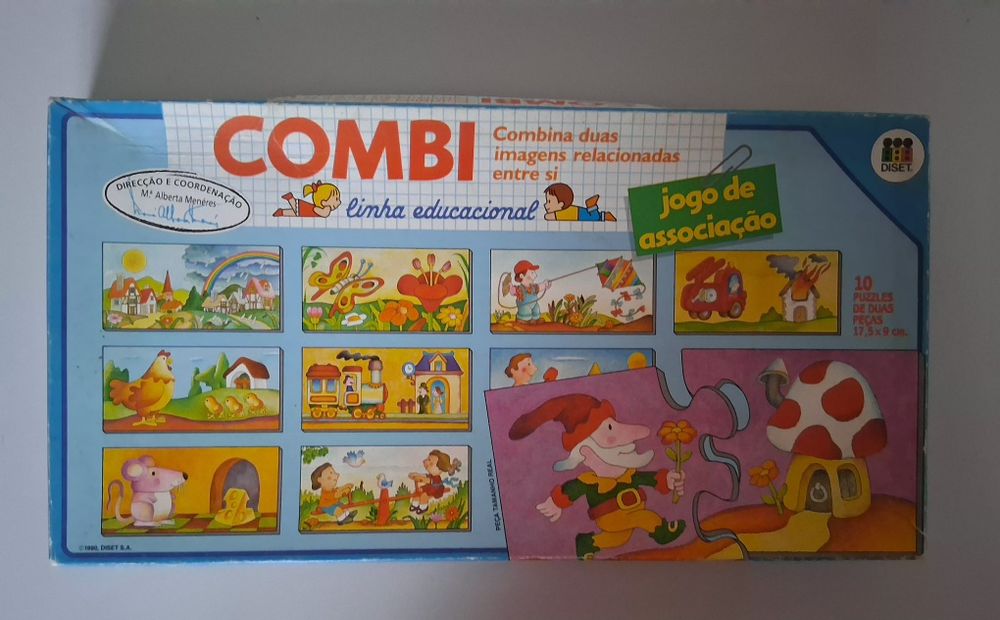 COMBI
Combina duas
imagens relacionadas
entre si
linha educacional
jogo de
associação
DISET
DIRECÇÃO E COORDENAÇÃO
M.ª Alberta Menéres
10
PUZZLES
DE DUAS
PEÇAS
17,5 x 9 cm.
PEÇA TAMANHO REAL
©1990, DISET S.A.